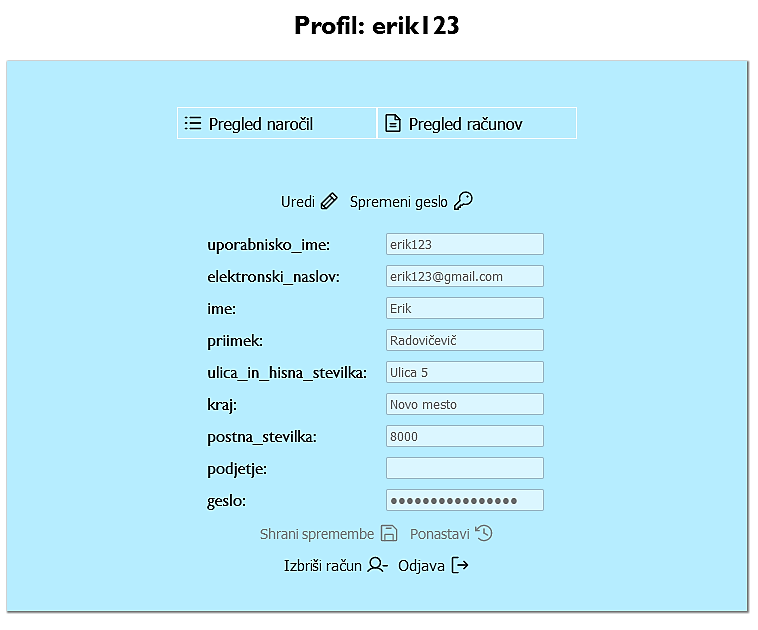 Profil: erik123
Pregled naročil Pregled računov
Uredi Spremeni geslo
uporabnisko_ime: erik123
elektronski_naslov: erik123@gmail.com
ime: Erik
priimek: Radovičevič
ulica_in_hisna_stevilka: Ulica 5
kraj: Novo mesto
postna_stevilka: 8000
podjetje:
geslo: ●●●●●●●●●●●●●●●●
Shrani spremembe Ponastavi
Izbriši račun Odjava